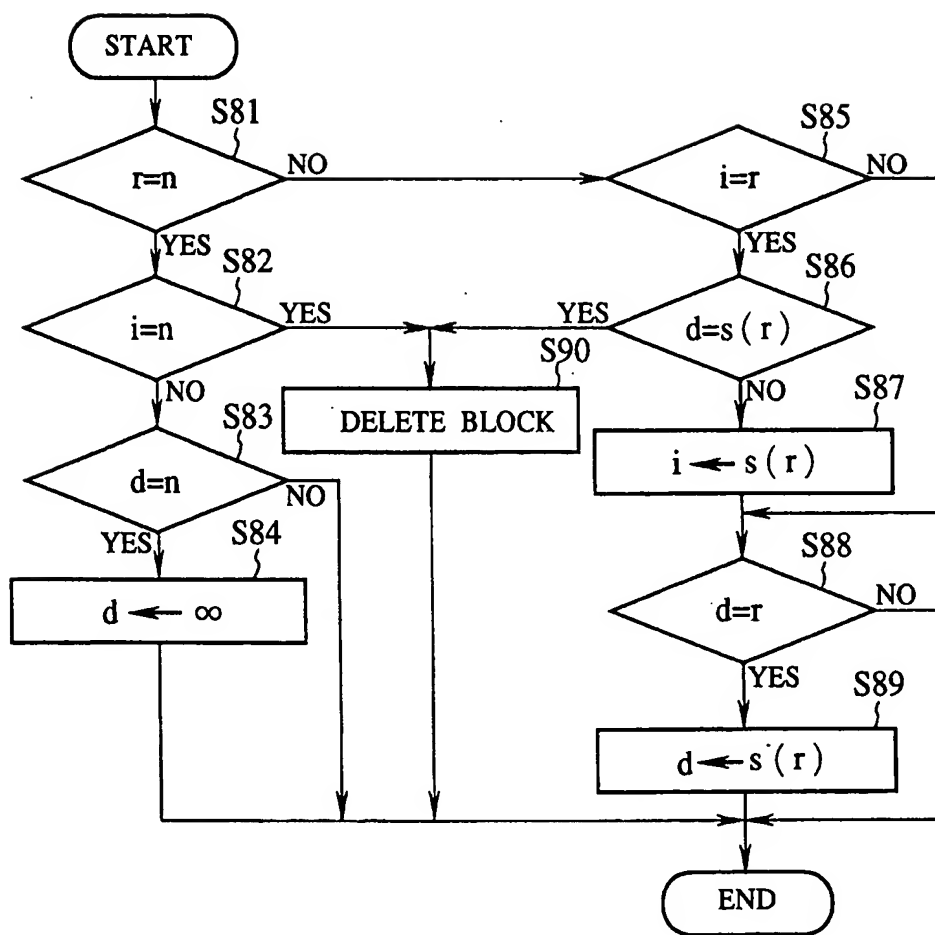 START
S81
r=n
NO
YES
S82
i=n
YES
NO
S83
d=n
NO
YES
S84
d ← ∞
S90
DELETE BLOCK
S85
i=r
NO
YES
S86
d=s(r)
YES
NO
S87
i ← s(r)
S88
d=r
NO
YES
S89
d ← s(r)
END